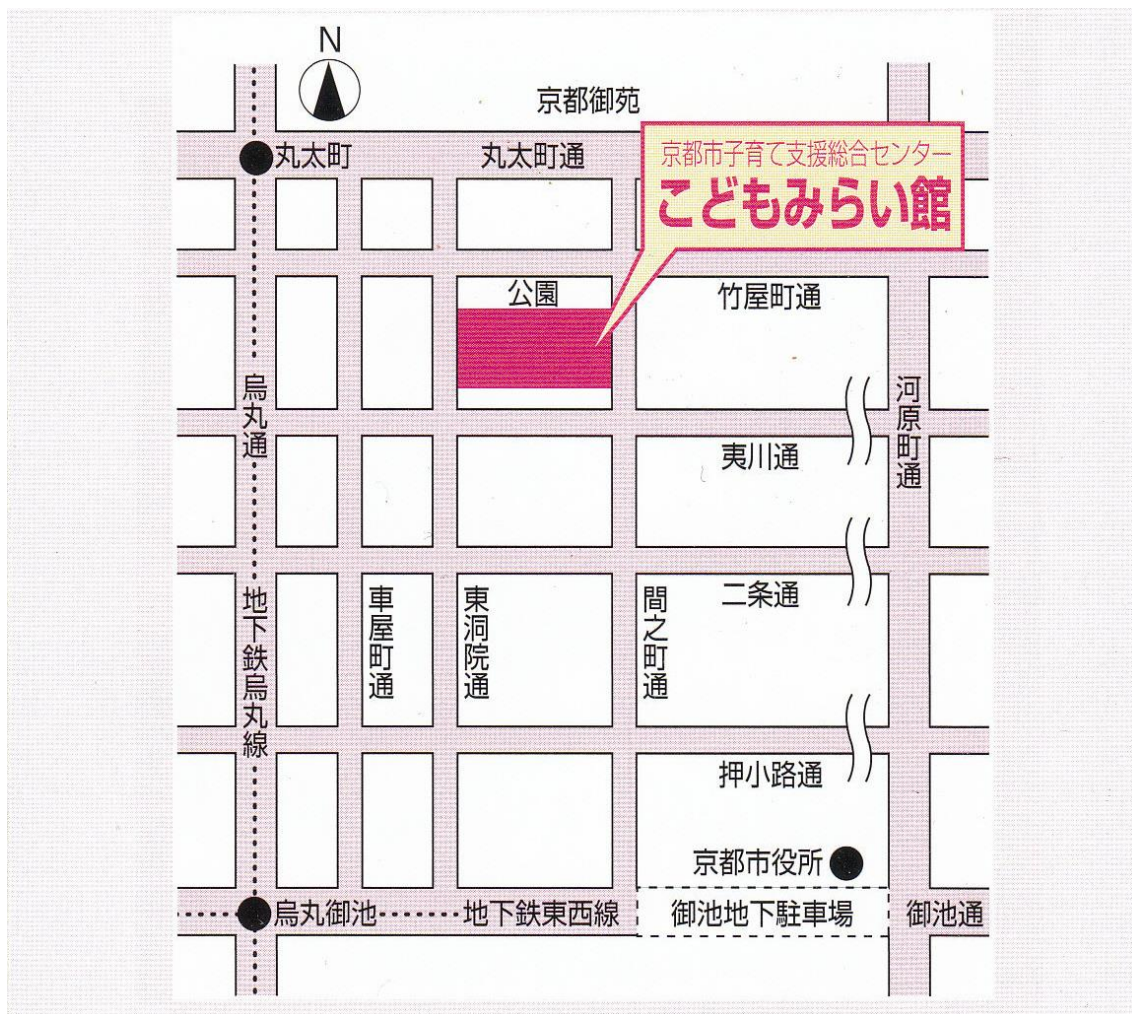 N
京都御苑
丸太町
丸太町通
京都市子育て支援総合センター
こどもみらい館
公園
竹屋町通
烏丸通
河原町通
夷川通
二条通
地下鉄烏丸線
車屋町通
東洞院通
間之町通
押小路通
京都市役所
烏丸御池
地下鉄東西線
御池地下駐車場
御池通